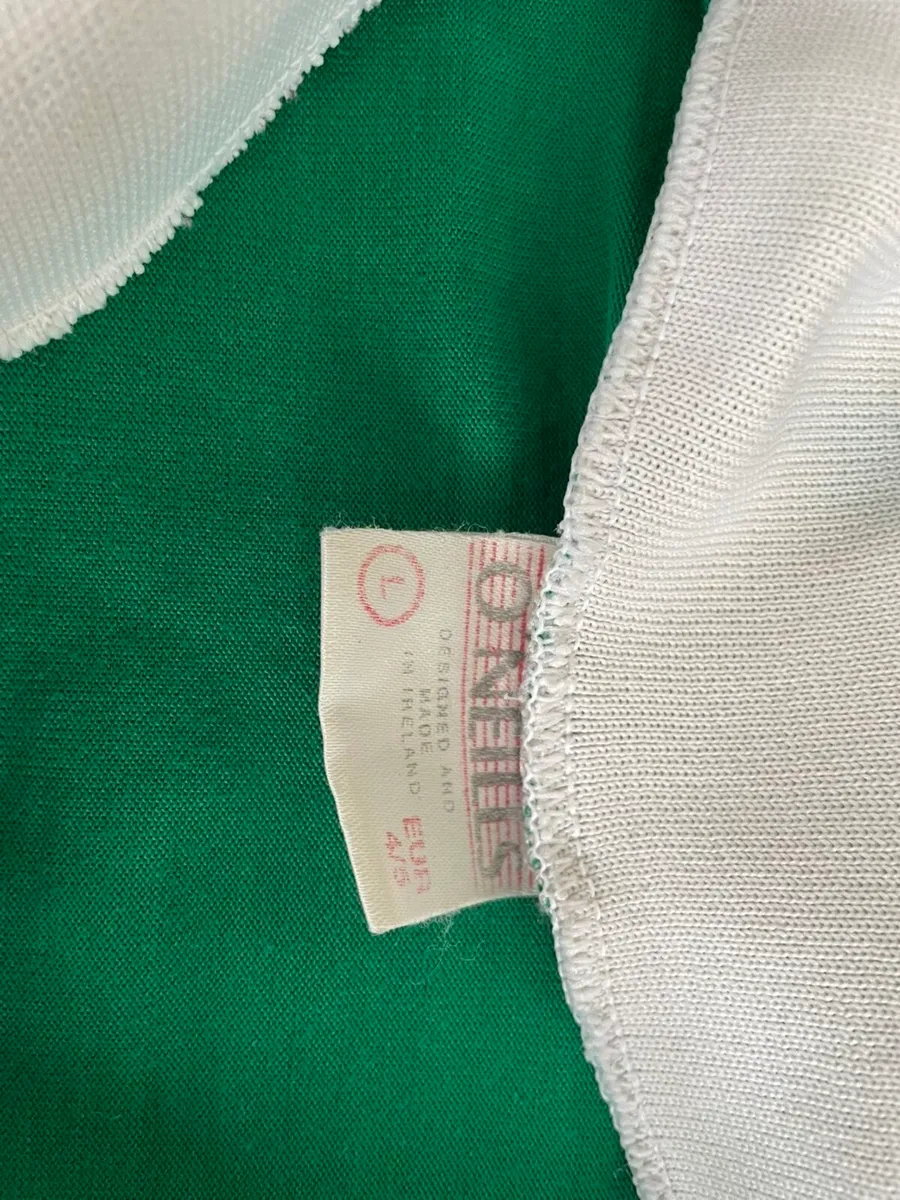 O'NEILLS
DESIGNED AND
MADE
IN IRELAND
L
EUR
4/5